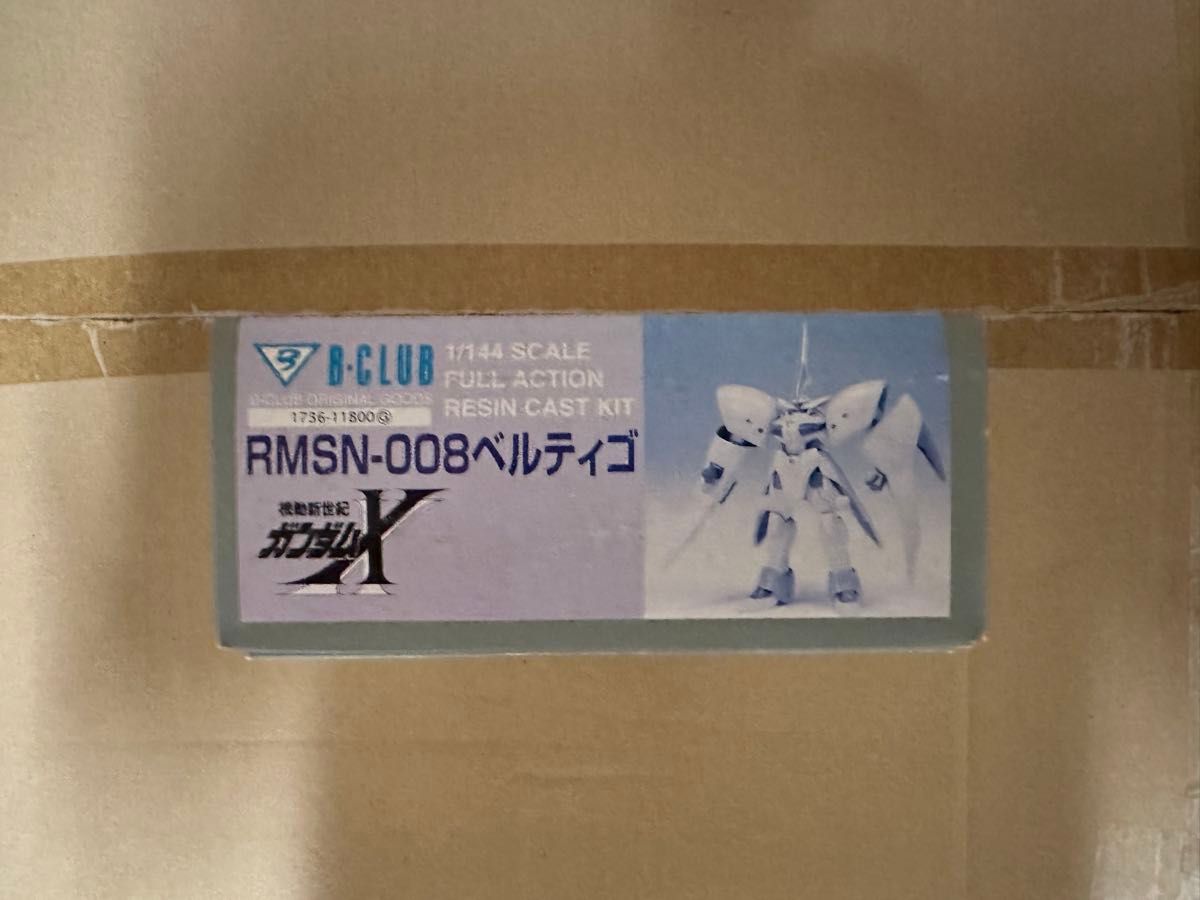 B・CLUB
B-CLUB ORIGINAL GOODS
1736-11800Ⓖ
1/144 SCALE
FULL ACTION
RESIN CAST KIT
RMSN-008ベルティゴ
機動新世紀
ガンダムX